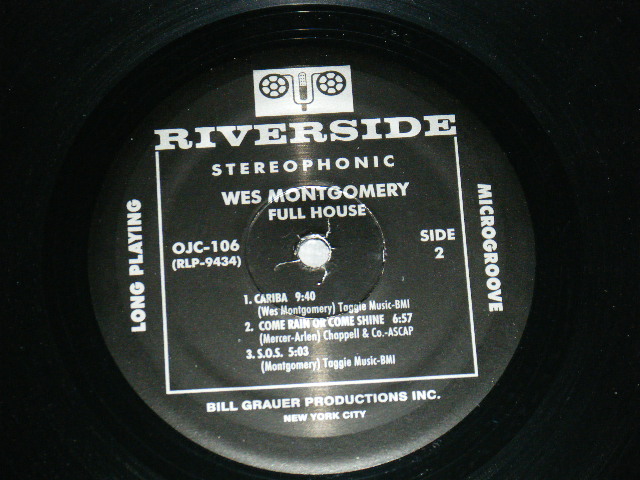 RIVERSIDE
STEREOPHONIC
WES MONTGOMERY
FULL HOUSE
LONG PLAYING
OJC-106
(RLP-9434)
SIDE
2
MICROGROOVE
1. CARIBA 9:40
(Wes Montgomery) Taggie Music-BMI
2. COME RAIN OR COME SHINE 6:57
(Mercer-Arlen) Chappell & Co.-ASCAP
3. S.O.S. 5:03
(Montgomery) Taggie Music-BMI
BILL GRAUER PRODUCTIONS INC.
NEW YORK CITY